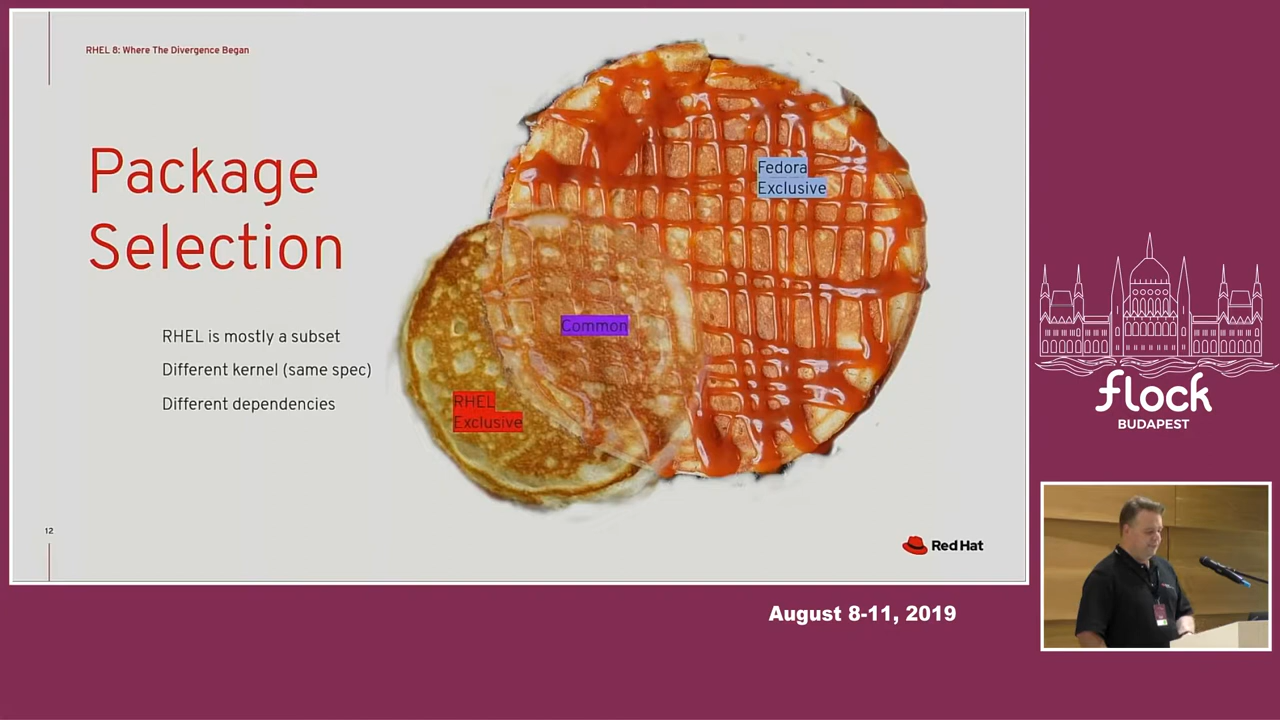 RHEL 8: Where The Divergence Began
Package
Selection
RHEL is mostly a subset
Different kernel (same spec)
Different dependencies
Fedora
Exclusive
Common
RHEL
Exclusive
12
Red Hat
flock
BUDAPEST
August 8-11, 2019